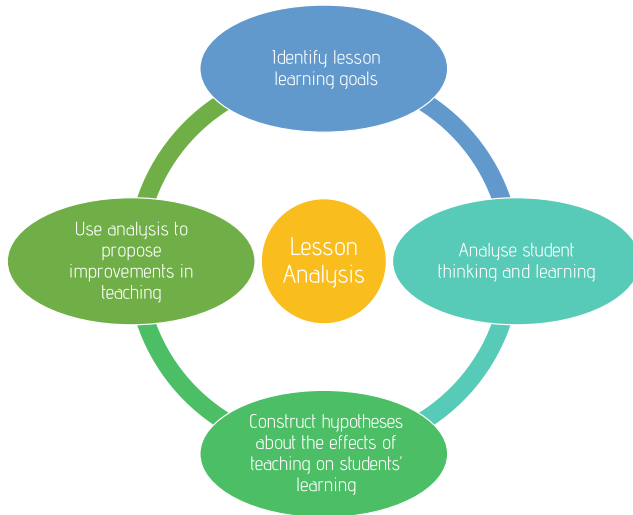 Identify lesson
learning goals
Use analysis to
propose
improvements in
teaching
Lesson
Analysis
Analyse student
thinking and learning
Construct hypotheses
about the effects of
teaching on students'
learning